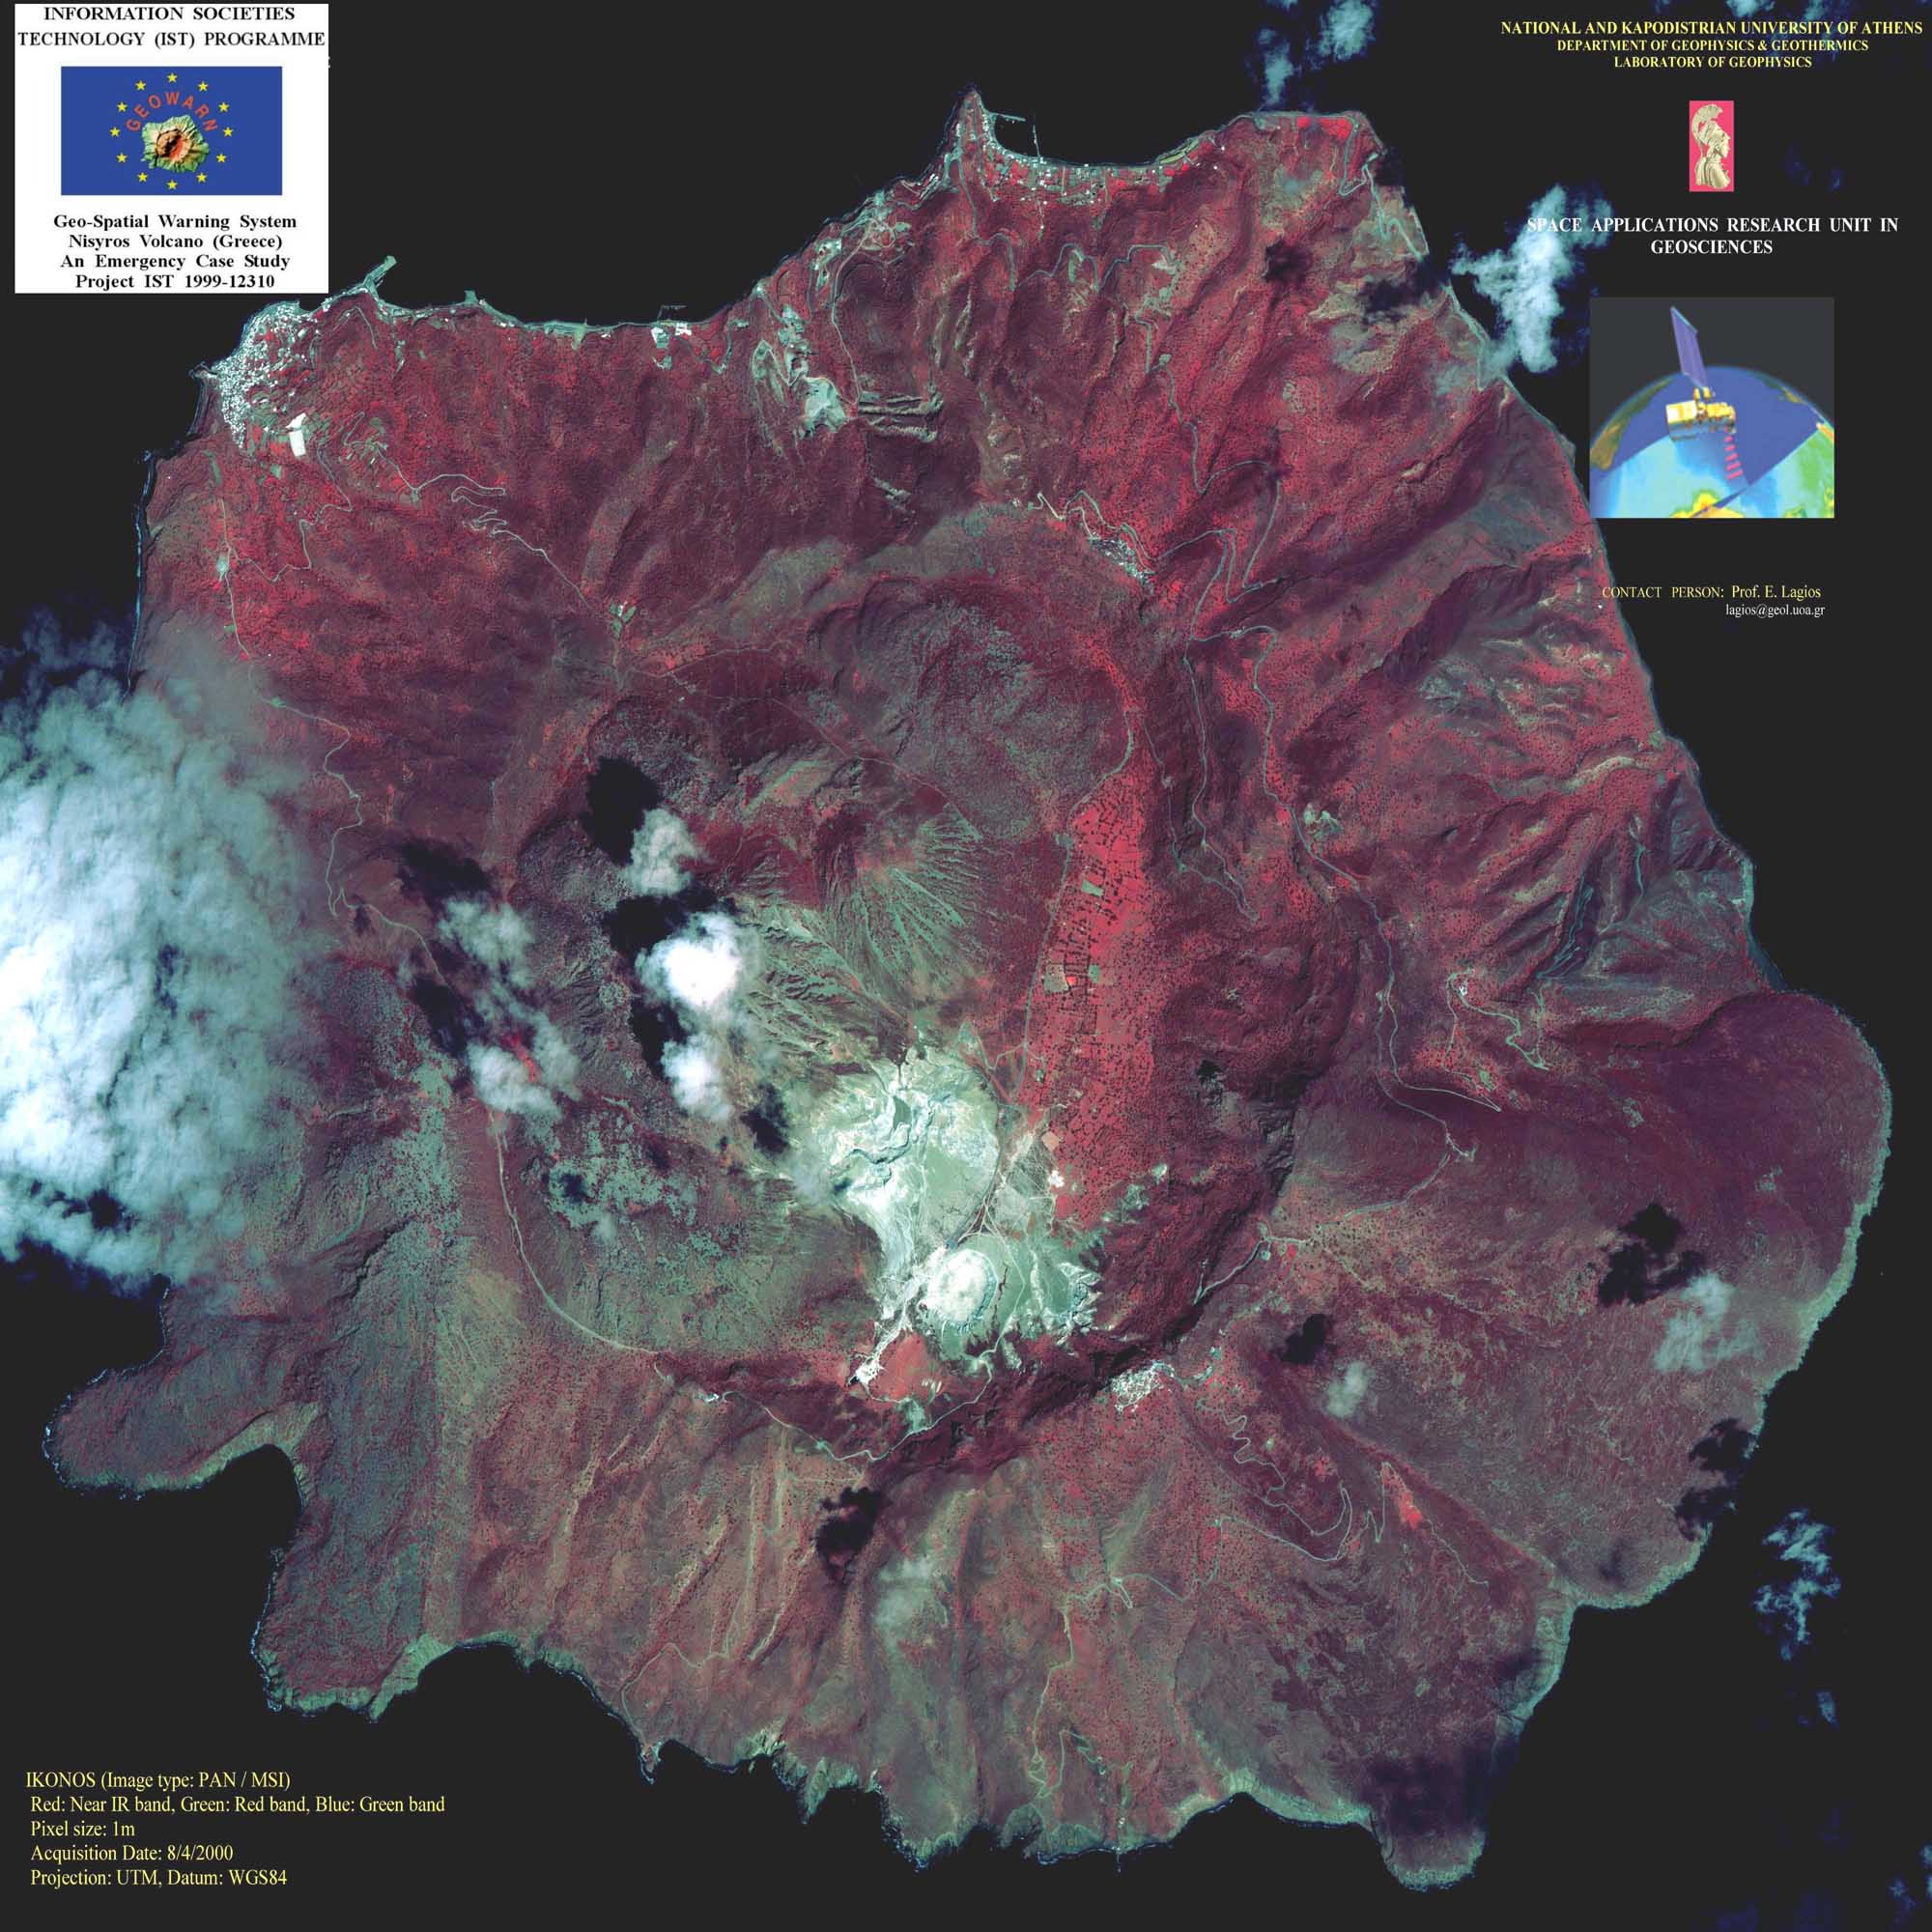 INFORMATION SOCIETIES
TECHNOLOGY (IST) PROGRAMME
GEOWARN
Geo-Spatial Warning System
Nisyros Volcano (Greece)
An Emergency Case Study
Project IST 1999-12310
NATIONAL AND KAPODISTRIAN UNIVERSITY OF ATHENS
DEPARTMENT OF GEOPHYSICS & GEOTHERMICS
LABORATORY OF GEOPHYSICS
SPACE APPLICATIONS RESEARCH UNIT IN
GEOSCIENCES
CONTACT PERSON: Prof. E. Lagios
lagios@geol.uoa.gr
IKONOS (Image type: PAN / MSI)
Red: Near IR band, Green: Red band, Blue: Green band
Pixel size: 1m
Acquisition Date: 8/4/2000
Projection: UTM, Datum: WGS84